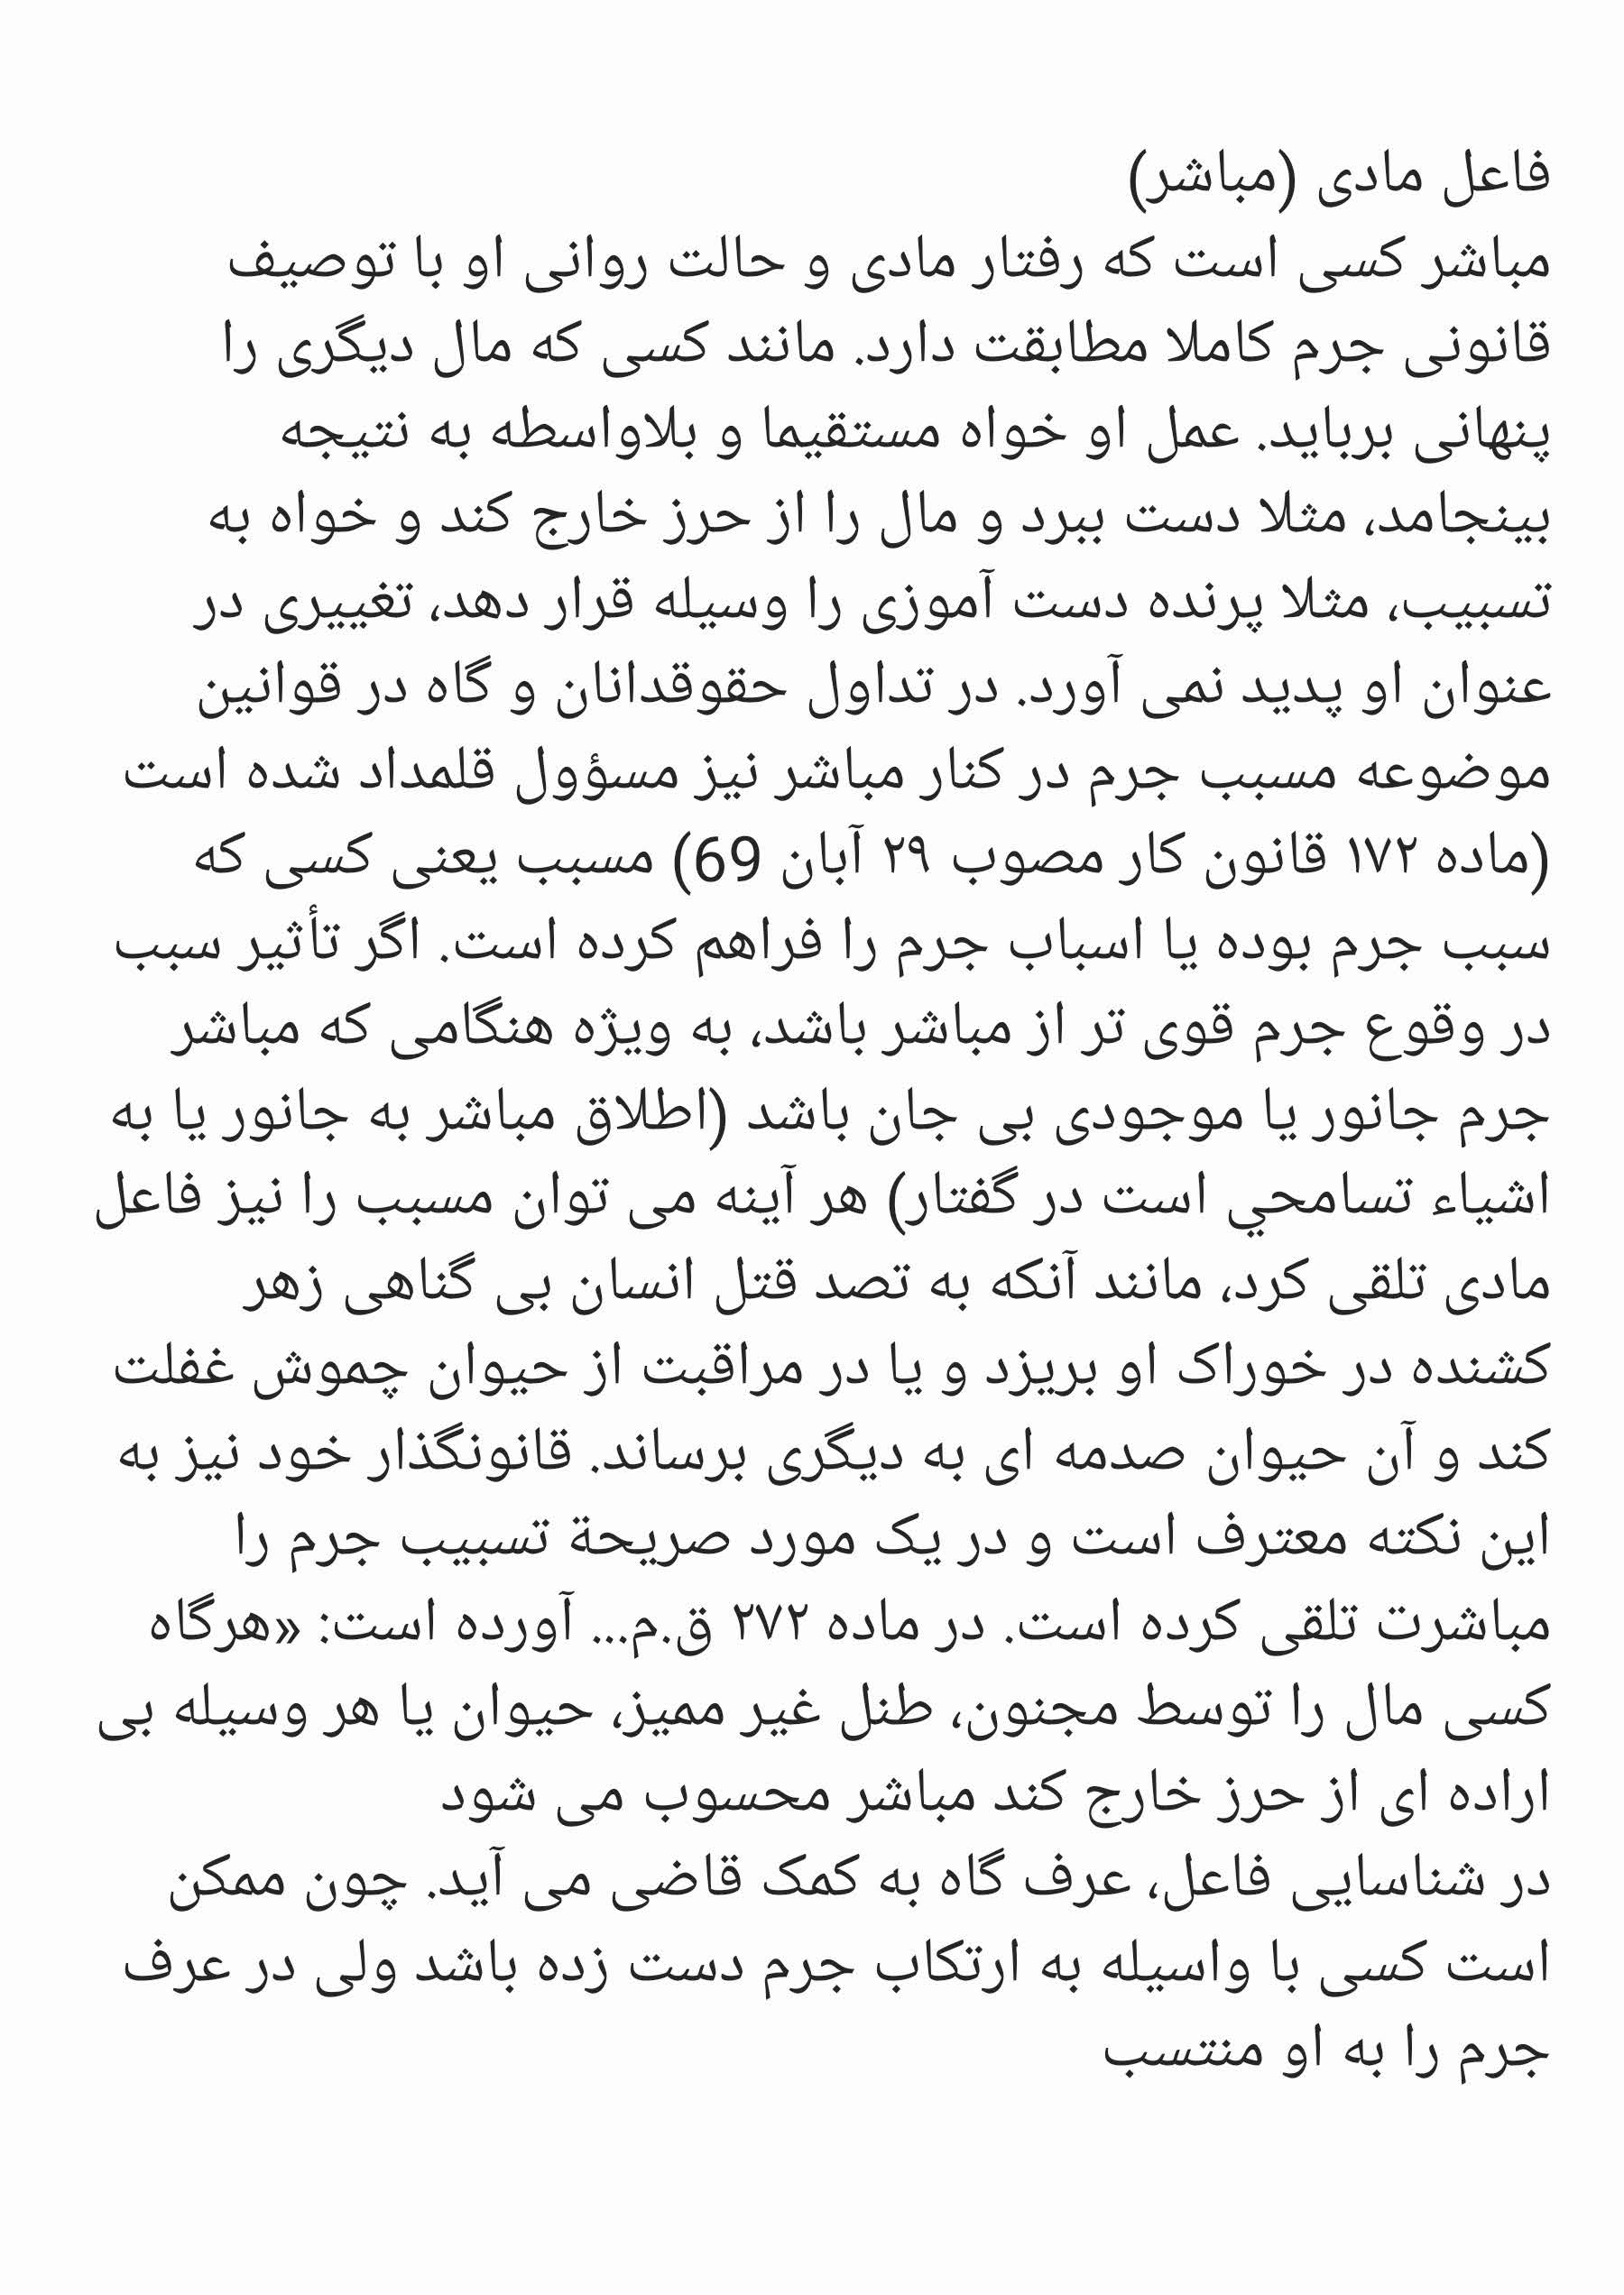 فاعل مادی (مباشر)
مباشر کسی است که رفتار مادی و حالت روانی او با توصیف
قانونی جرم کاملا مطابقت دارد. مانند کسی که مال دیگری را
پنهانی برباید. عمل او خواه مستقیما و بلاواسطه به نتیجه
بینجامد، مثلا دست ببرد و مال را از حرز خارج کند و خواه به
تسبیب، مثلا پرنده دست آموزی را وسیله قرار دهد، تغییری در
عنوان او پدید نمی آورد. در تداول حقوقدانان و گاه در قوانین
موضوعه مسبب جرم در کنار مباشر نیز مسؤول قلمداد شده است
(ماده ۱۷۲ قانون کار مصوب ۲۹ آبان 69) مسبب یعنی کسی که
سبب جرم بوده یا اسباب جرم را فراهم کرده است. اگر تأثیر سبب
در وقوع جرم قوی تر از مباشر باشد، به ویژه هنگامی که مباشر
جرم جانور یا موجودی بی جان باشد (اطلاق مباشر به جانور یا به
اشیاء تسامحي است در گفتار) هر آینه می توان مسبب را نیز فاعل
مادی تلقی کرد، مانند آنکه به تصد قتل انسان بی گناهی زهر
کشنده در خوراک او بریزد و یا در مراقبت از حیوان چموش غفلت
کند و آن حیوان صدمه ای به دیگری برساند. قانونگذار خود نیز به
این نکته معترف است و در یک مورد صریحة تسبیب جرم را
مباشرت تلقی کرده است. در ماده ۲۷۲ ق.م... آورده است: «هرگاه
کسی مال را توسط مجنون، طنل غیر ممیز، حیوان یا هر وسیله بی
اراده ای از حرز خارج کند مباشر محسوب می شود
در شناسایی فاعل، عرف گاه به کمک قاضی می آید. چون ممکن
است کسی با واسیله به ارتکاب جرم دست زده باشد ولی در عرف
جرم را به او منتسب